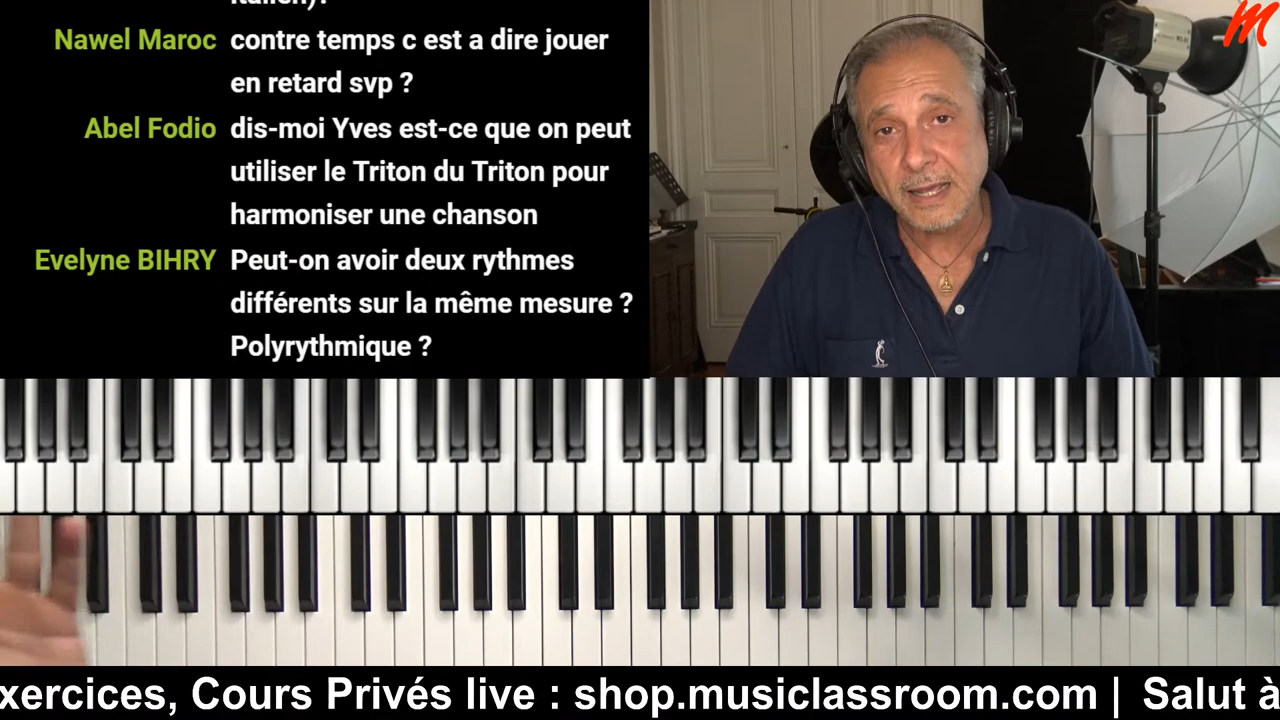 Italien)?
Nawel Maroc contre temps c est a dire jouer
en retard svp ?
Abel Fodio dis-moi Yves est-ce que on peut
utiliser le Triton du Triton pour
harmoniser une chanson
Evelyne BIHRY Peut-on avoir deux rythmes
différents sur la même mesure ?
Polyrythmique ?
xercices, Cours Privés live : shop.musiclassroom.com | Salut à